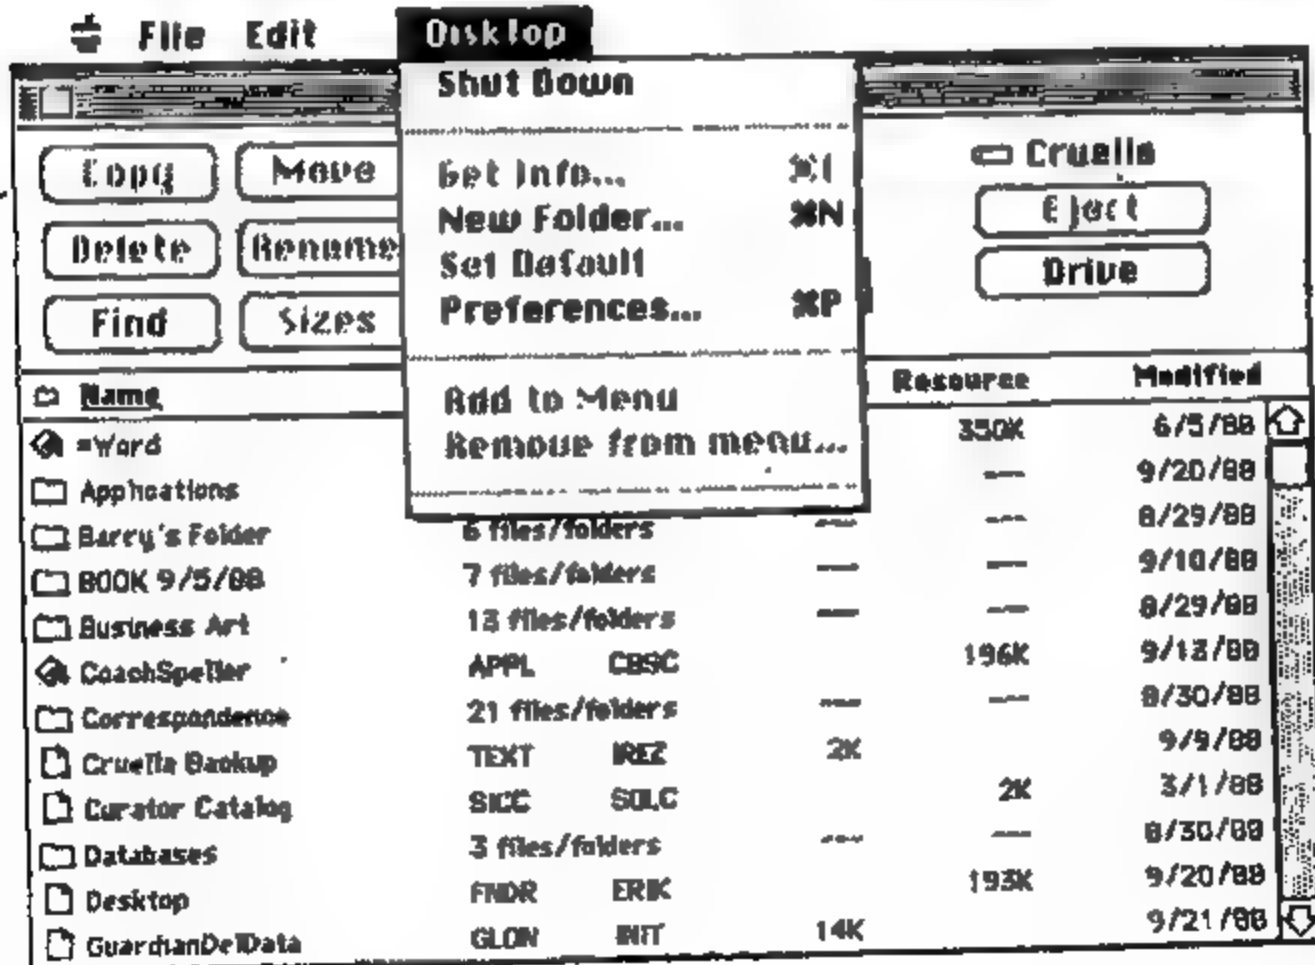 File Edit DiskTop
Shut Down
Get Info... ⌘I
New Folder... ⌘N
Set Default
Preferences... ⌘P
Add to Menu
Remove from menu...
Copy Move
Delete Rename
Find Sizes
Cruella
Eject
Drive
Name Resource Modified
=Word 350K 6/5/88
Applications — 9/20/88
Barry's Folder 6 files/folders — — 8/29/88
BOOK 9/5/88 7 files/folders — — 9/10/88
Business Art 13 files/folders — — 8/29/88
CoachSpeller APPL CBSC 196K 9/13/88
Correspondence 21 files/folders — — 8/30/88
Cruella Backup TEXT IREZ 2K 9/9/88
Curator Catalog SICC SOLC 2K 3/1/88
Databases 3 files/folders — — 8/30/88
Desktop FNDR ERIK 193K 9/20/88
GuardianDelData GLON INIT 14K 9/21/88